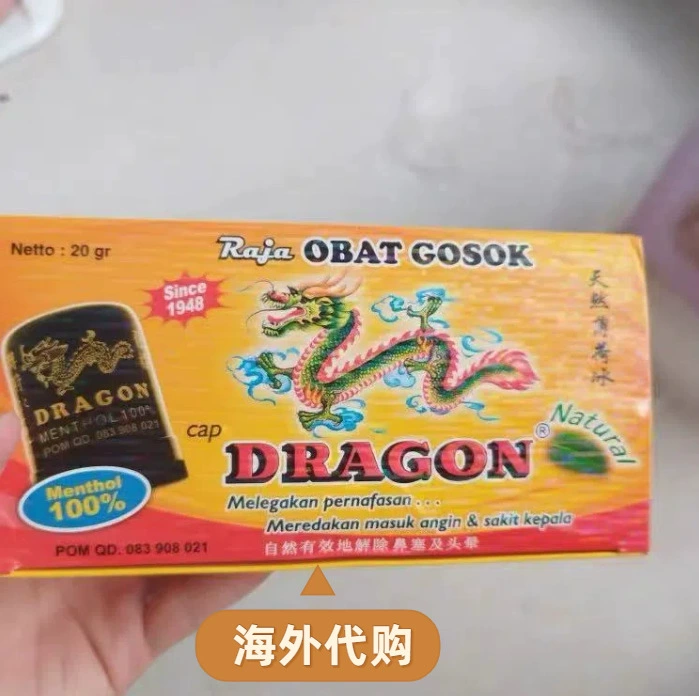 Netto : 20 gr
Raja OBAT GOSOK
Since
1948
天然薄荷冰
DRAGON
MENTHOL 100%
POM QD. 083 908 021
cap
DRAGON®
Natural
Menthol
100%
Melegakan pernafasan . . .
Meredakan masuk angin & sakit kepala
POM QD. 083 908 021
自然有效地解除鼻塞及头晕
海外代购